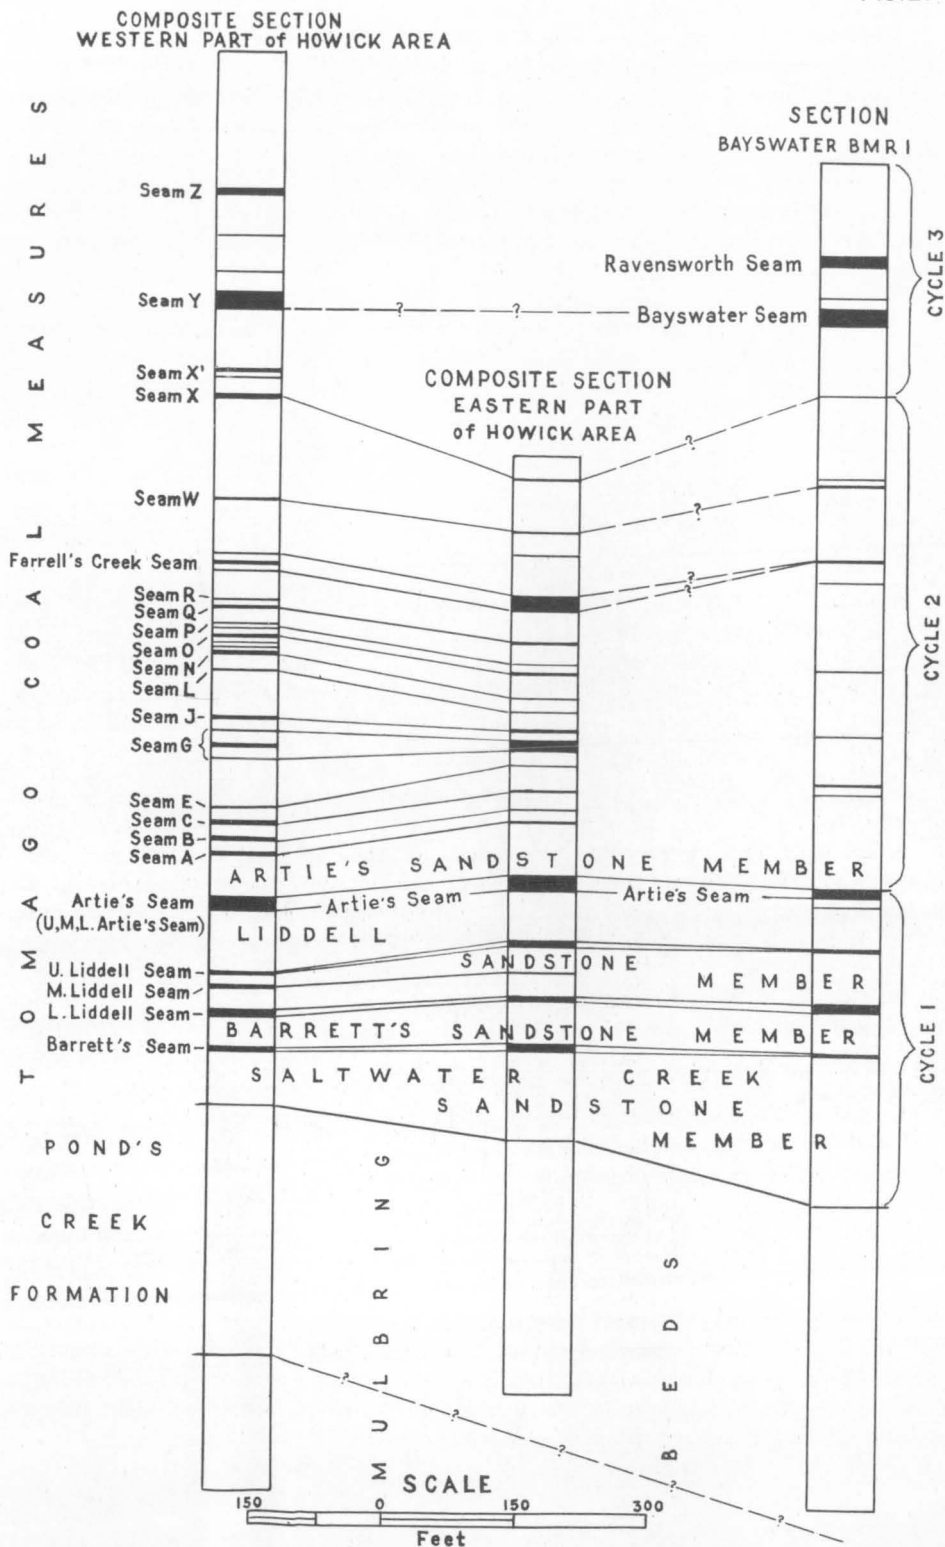 COMPOSITE SECTION
WESTERN PART of HOWICK AREA
SECTION
BAYSWATER BMR 1
TOMAGO COAL MEASURES
Seam Z
Seam Y
Seam X'
Seam X
Seam W
Farrell's Creek Seam
Seam R
Seam Q
Seam P
Seam O
Seam N
Seam L
Seam J
Seam G
Seam E
Seam C
Seam B
Seam A
Artie's Seam
(U,M,L. Artie's Seam)
U. Liddell Seam
M. Liddell Seam
L. Liddell Seam
Barrett's Seam
POND'S
CREEK
FORMATION
? ?
Ravensworth Seam
Bayswater Seam
COMPOSITE SECTION
EASTERN PART
of HOWICK AREA
?
?
?
?
ARTIE'S SANDSTONE MEMBER
Artie's Seam
Artie's Seam
LIDDELL
SANDSTONE
MEMBER
BARRETT'S SANDSTONE MEMBER
SALTWATER CREEK
SANDSTONE
MEMBER
MULBRING
BEDS
? ? ? ? ?
CYCLE 3
CYCLE 2
CYCLE 1
SCALE
150 0 150 300
Feet